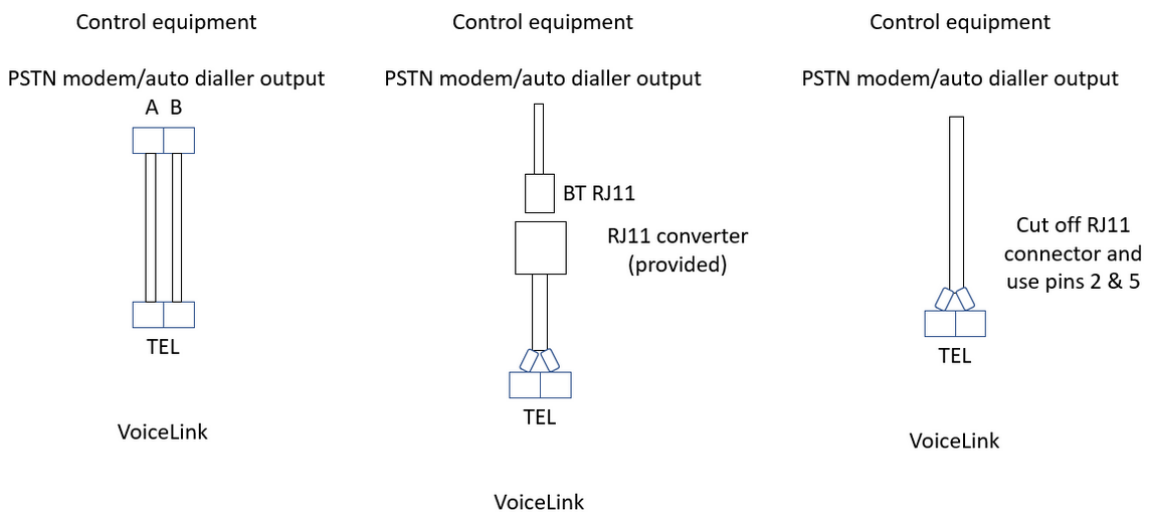 Control equipment
PSTN modem/auto dialler output
A B
TEL
VoiceLink
Control equipment
PSTN modem/auto dialler output
BT RJ11
RJ11 converter
(provided)
TEL
VoiceLink
Control equipment
PSTN modem/auto dialler output
Cut off RJ11
connector and
use pins 2 & 5
TEL
VoiceLink